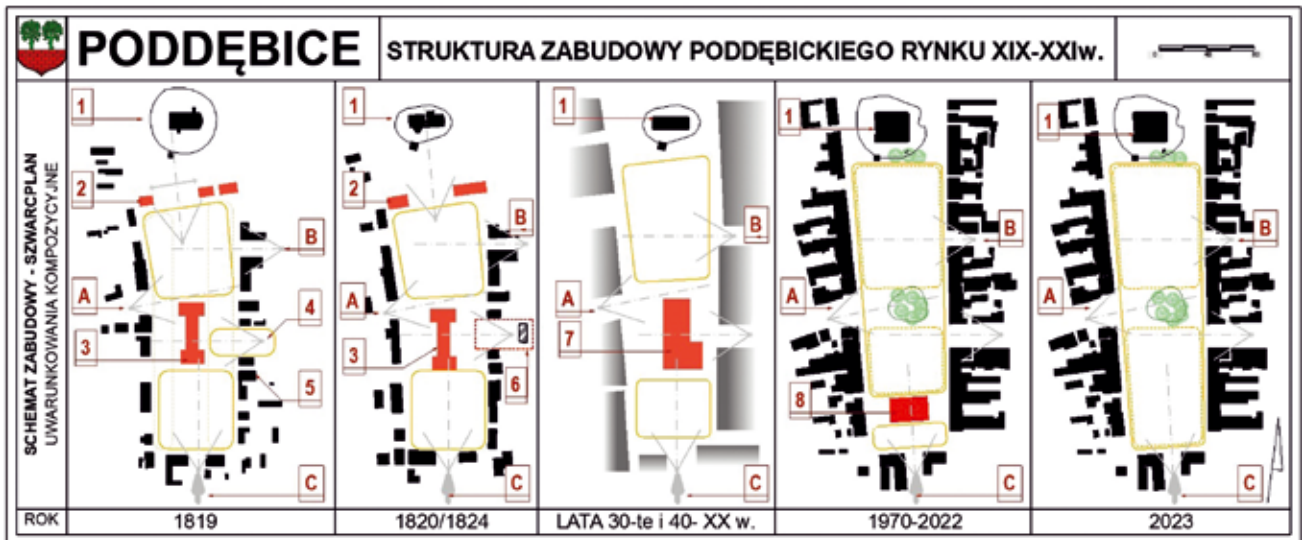 PODDĘBICE
STRUKTURA ZABUDOWY PODDĘBICKIEGO RYNKU XIX-XXIw.
SCHEMAT ZABUDOWY - SZWARCPLAN
UWARUNKOWANIA KOMPOZYCYJNE
1
2
B
A
4
3
5
C
1
2
B
A
3
6
C
1
B
A
7
C
1
B
A
8
C
1
B
A
C
ROK
1819
1820/1824
LATA 30-te i 40- XX w.
1970-2022
2023